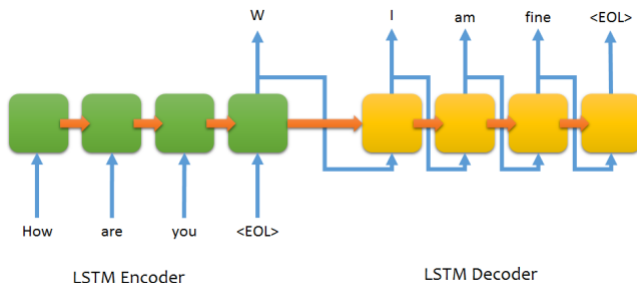 W I am fine <EOL>
How are you <EOL>
LSTM Encoder LSTM Decoder